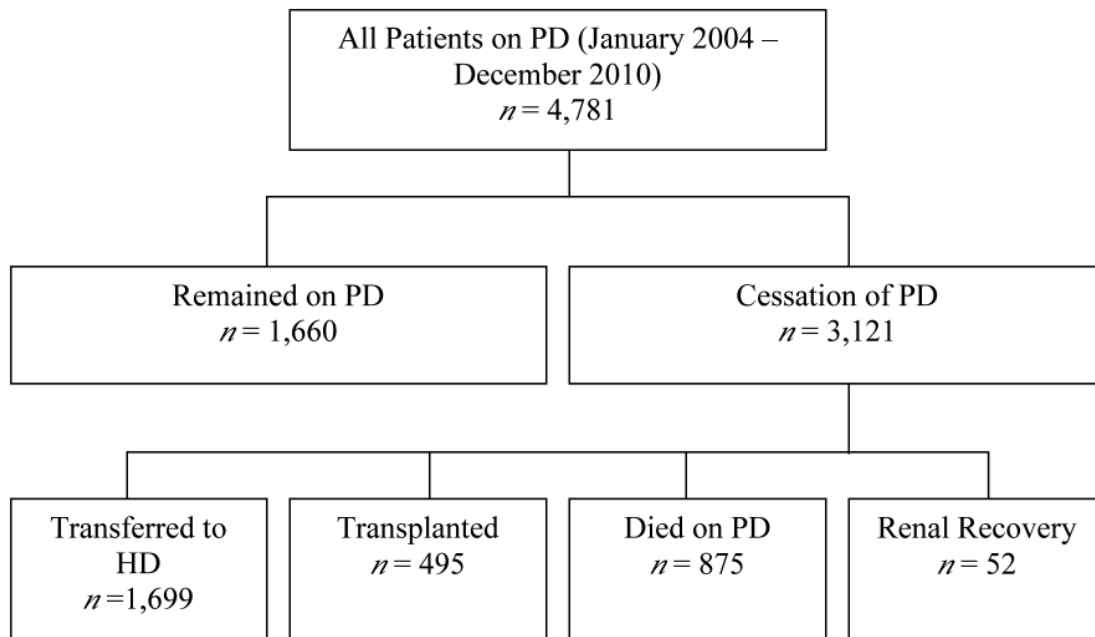 All Patients on PD (January 2004 –
December 2010)
n = 4,781
Remained on PD
n = 1,660
Cessation of PD
n = 3,121
Transferred to
HD
n =1,699
Transplanted
n = 495
Died on PD
n = 875
Renal Recovery
n = 52